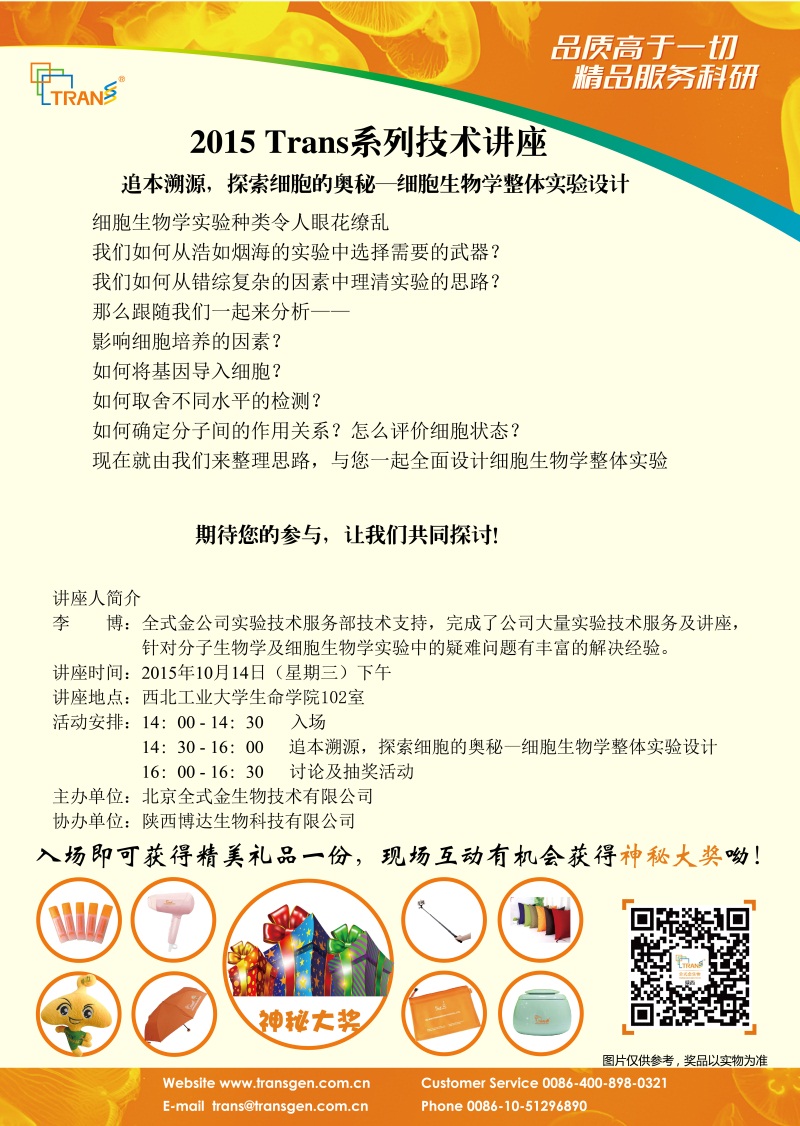 品质高于一切
精品服务科研
TRANS®
2015 Trans系列技术讲座
追本溯源，探索细胞的奥秘—细胞生物学整体实验设计
细胞生物学实验种类令人眼花缭乱
我们如何从浩如烟海的实验中选择需要的武器？
我们如何从错综复杂的因素中理清实验的思路？
那么跟随我们一起来分析——
影响细胞培养的因素？
如何将基因导入细胞？
如何取舍不同水平的检测？
如何确定分子间的作用关系？怎么评价细胞状态？
现在就由我们来整理思路，与您一起全面设计细胞生物学整体实验
期待您的参与，让我们共同探讨!
讲座人简介
李　　博：全式金公司实验技术服务部技术支持，完成了公司大量实验技术服务及讲座，
针对分子生物学及细胞生物学实验中的疑难问题有丰富的解决经验。
讲座时间：2015年10月14日（星期三）下午
讲座地点：西北工业大学生命学院102室
活动安排：14：00 - 14：30　入场
14：30 - 16：00　追本溯源，探索细胞的奥秘—细胞生物学整体实验设计
16：00 - 16：30　讨论及抽奖活动
主办单位：北京全式金生物技术有限公司
协办单位：陕西博达生物科技有限公司
入场即可获得精美礼品一份，现场互动有机会获得神秘大奖呦！
神秘大奖
TRANS
图片仅供参考，奖品以实物为准
Website www.transgen.com.cn　Customer Service 0086-400-898-0321
E-mail trans@transgen.com.cn　Phone 0086-10-51296890